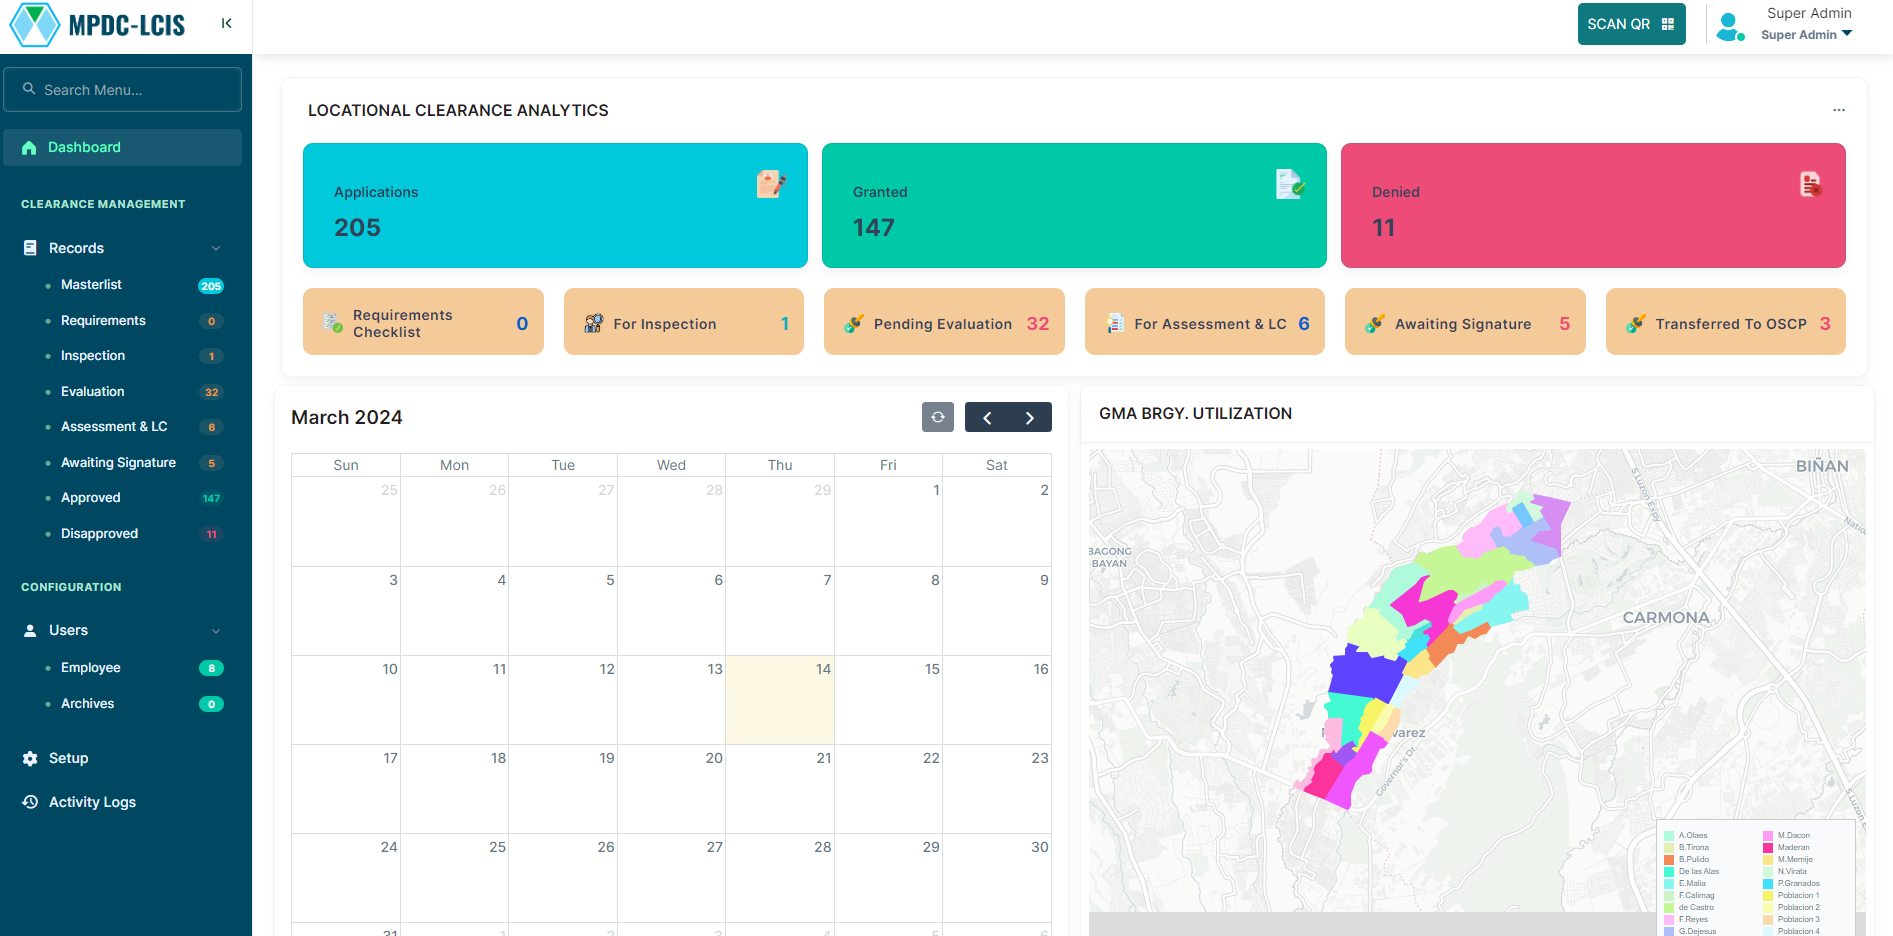 MPDC-LCIS
SCAN QR
Super Admin
Super Admin
Search Menu...
Dashboard
CLEARANCE MANAGEMENT
Records
Masterlist 205
Requirements 0
Inspection 1
Evaluation 32
Assessment & LC 6
Awaiting Signature 5
Approved 147
Disapproved 11
CONFIGURATION
Users
Employee 8
Archives 0
Setup
Activity Logs
LOCATIONAL CLEARANCE ANALYTICS
Applications
205
Granted
147
Denied
11
Requirements
Checklist 0
For Inspection 1
Pending Evaluation 32
For Assessment & LC 6
Awaiting Signature 5
Transferred To OSCP 3
March 2024
Sun Mon Tue Wed Thu Fri Sat
25 26 27 28 29 1 2
3 4 5 6 7 8 9
10 11 12 13 14 15 16
17 18 19 20 21 22 23
24 25 26 27 28 29 30
31 1 2 3 4 5 6
GMA BRGY. UTILIZATION
BIÑAN
S Luzon Expy
Natio
BAGONG
BAYAN
CARMONA
varez
Governor's Dr.
S Luzon E
A.Olaes
B.Tirona
B.Pulido
De las Alas
E.Malia
F.Calimag
de Castro
F.Reyes
G.Dejesus
M.Dacon
Maderan
M.Memije
N.Virata
P.Granados
Poblacion 1
Poblacion 2
Poblacion 3
Poblacion 4